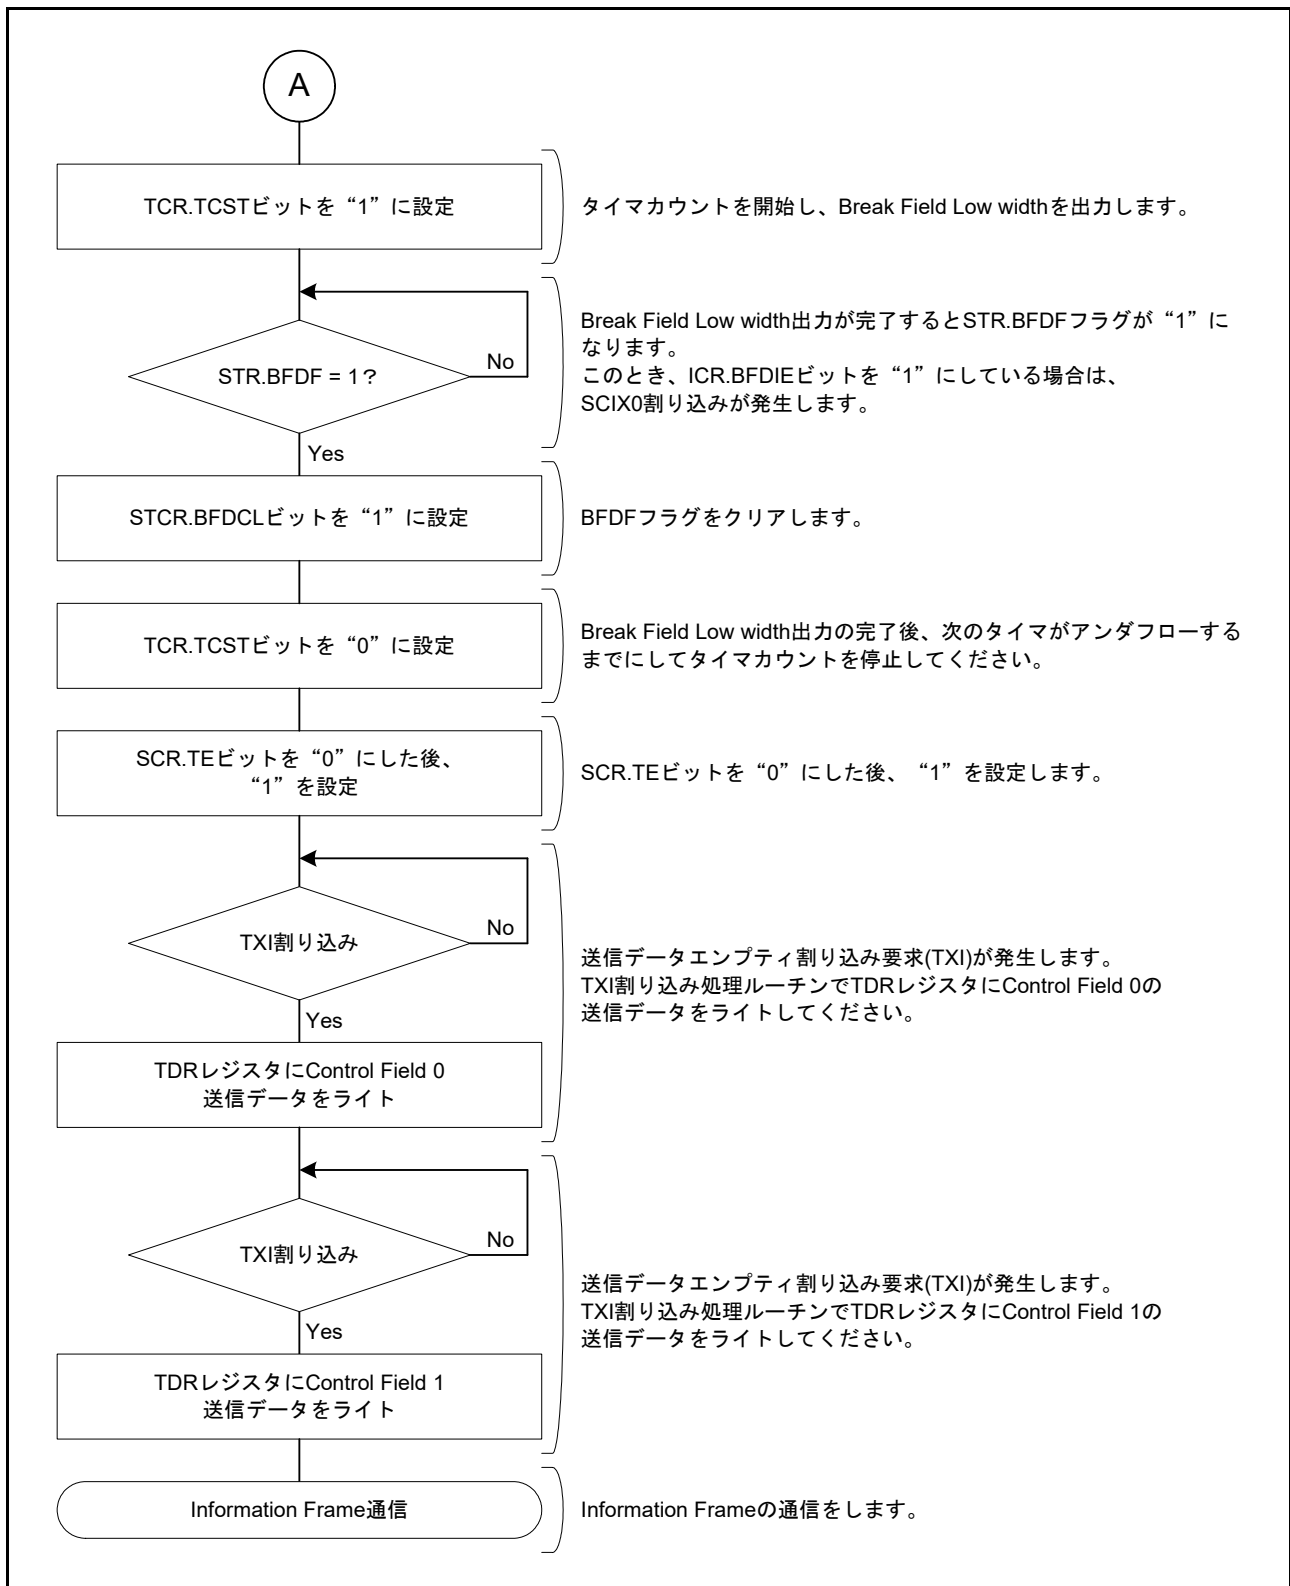 A
TCR.TCSTビットを“1”に設定
タイマカウントを開始し、Break Field Low widthを出力します。
STR.BFDF = 1？
No
Yes
Break Field Low width出力が完了するとSTR.BFDFフラグが“1”に
なります。
このとき、ICR.BFDIEビットを“1”にしている場合は、
SCIX0割り込みが発生します。
STCR.BFDCLビットを“1”に設定
BFDFフラグをクリアします。
TCR.TCSTビットを“0”に設定
Break Field Low width出力の完了後、次のタイマがアンダフローする
までにしてタイマカウントを停止してください。
SCR.TEビットを“0”にした後、
“1”を設定
SCR.TEビットを“0”にした後、“1”を設定します。
TXI割り込み
No
Yes
TDRレジスタにControl Field 0
送信データをライト
送信データエンプティ割り込み要求(TXI)が発生します。
TXI割り込み処理ルーチンでTDRレジスタにControl Field 0の
送信データをライトしてください。
TXI割り込み
No
Yes
TDRレジスタにControl Field 1
送信データをライト
送信データエンプティ割り込み要求(TXI)が発生します。
TXI割り込み処理ルーチンでTDRレジスタにControl Field 1の
送信データをライトしてください。
Information Frame通信
Information Frameの通信をします。